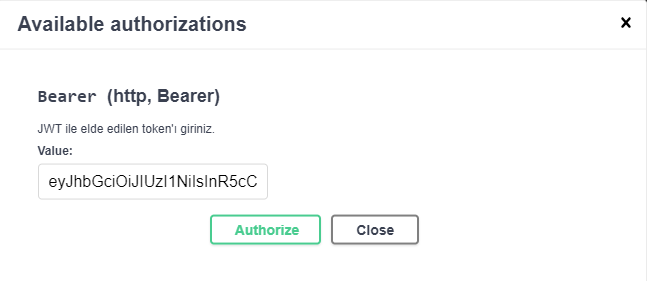 Available authorizations
×
Bearer (http, Bearer)
JWT ile elde edilen token'ı giriniz.
Value:
eyJhbGciOiJIUzI1NiIsInR5cC
Authorize Close